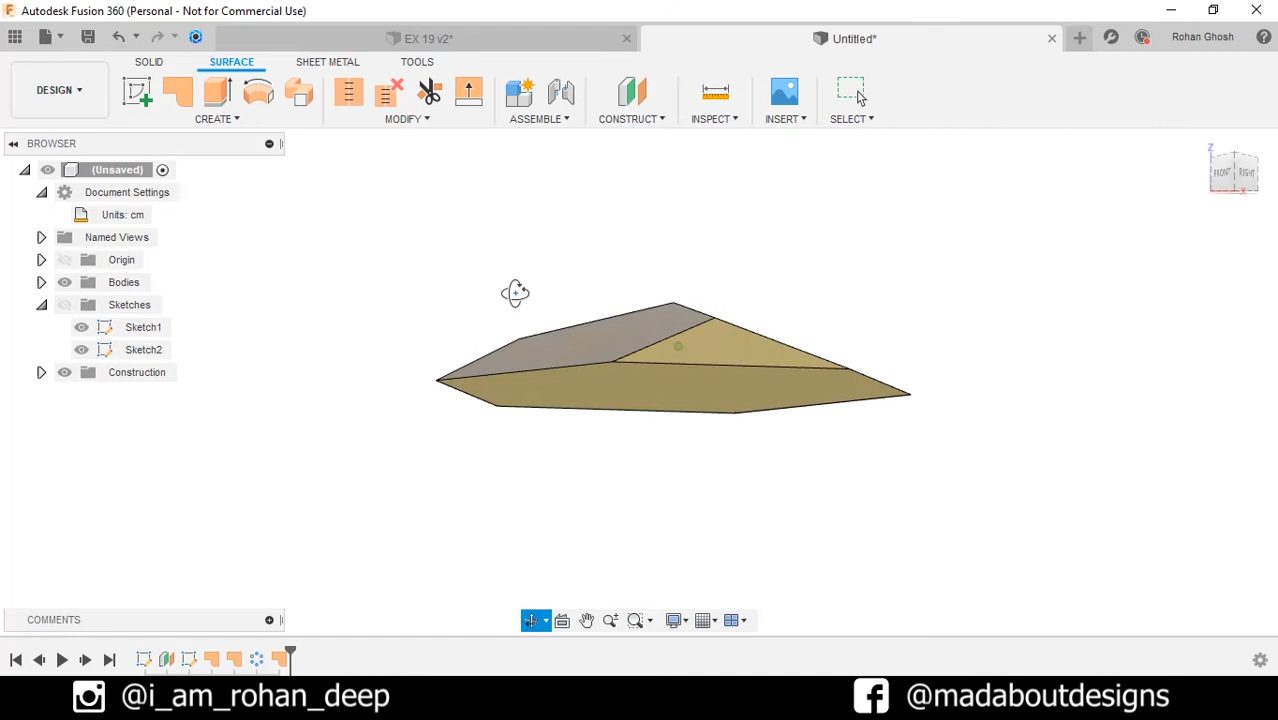 Autodesk Fusion 360 (Personal - Not for Commercial Use)
EX 19 v2*
Untitled*
Rohan Ghosh
SOLID
SURFACE
SHEET METAL
TOOLS
DESIGN
CREATE
MODIFY
ASSEMBLE
CONSTRUCT
INSPECT
INSERT
SELECT
BROWSER
(Unsaved)
Document Settings
Units: cm
Named Views
Origin
Bodies
Sketches
Sketch1
Sketch2
Construction
Z
FRONT
RIGHT
X
COMMENTS
@i_am_rohan_deep
@madaboutdesigns